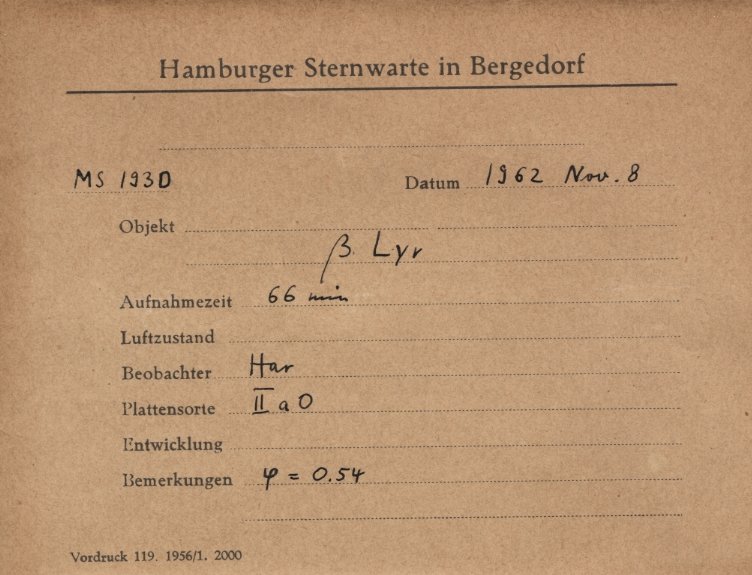 Hamburger Sternwarte in Bergedorf
MS 1930 Datum 1962 Nov. 8
Objekt
β Lyr
Aufnahmezeit 66 min
Luftzustand
Beobachter Har
Plattensorte II a O
Entwicklung
Bemerkungen φ = 0.54
Vordruck 119. 1956/1. 2000